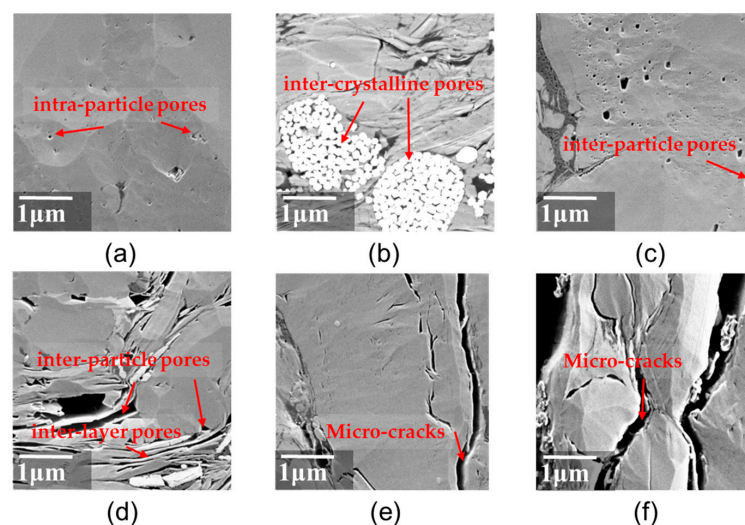 intra-particle pores
1μm
(a)
inter-crystalline pores
1μm
(b)
inter-particle pores
1μm
(c)
inter-particle pores
inter-layer pores
1μm
(d)
Micro-cracks
1μm
(e)
Micro-cracks
1μm
(f)